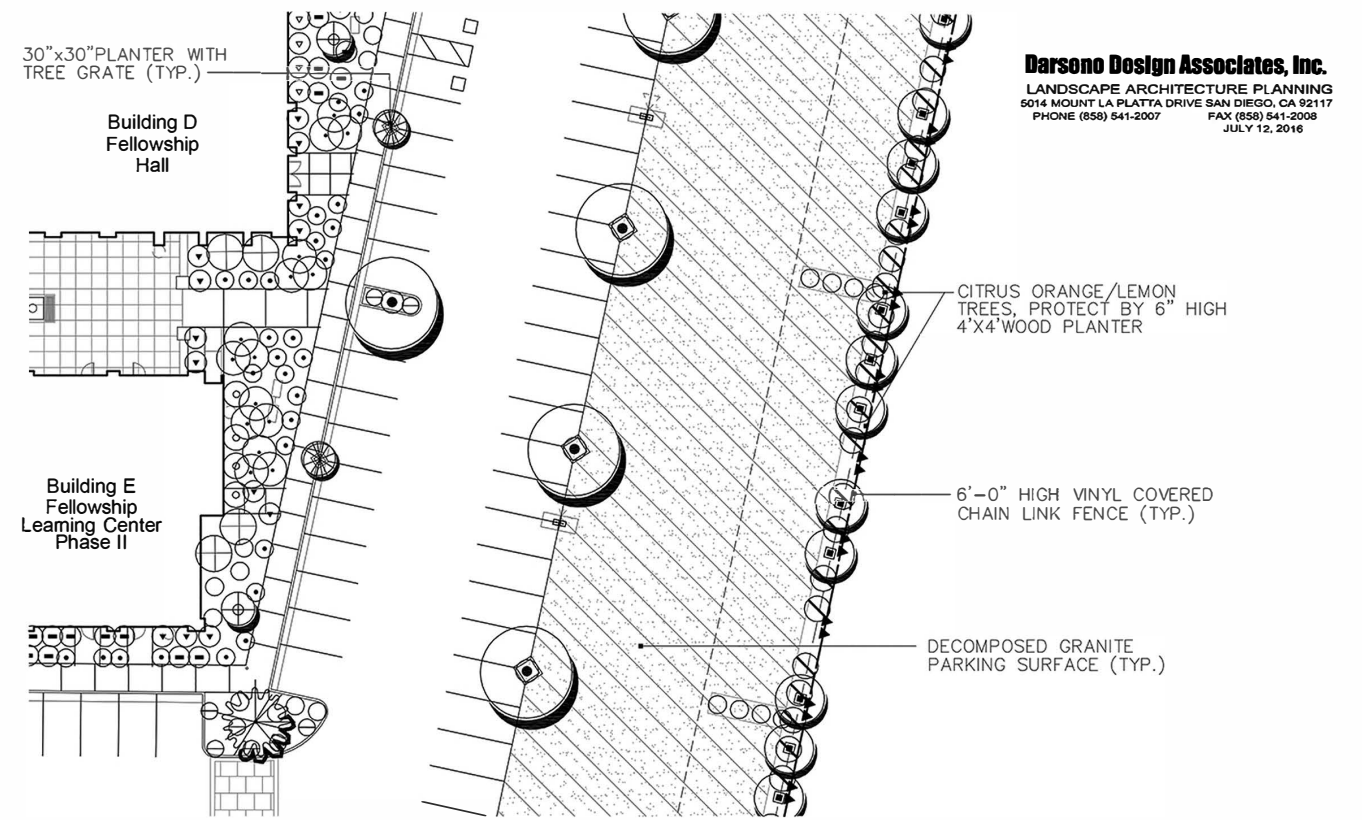 30"x30"PLANTER WITH
TREE GRATE (TYP.)
Building D
Fellowship
Hall
Building E
Fellowship
Learning Center
Phase II
Darsono Design Associates, Inc.
LANDSCAPE ARCHITECTURE PLANNING
5014 MOUNT LA PLATTA DRIVE SAN DIEGO, CA 92117
PHONE (858) 541-2007 FAX (858) 541-2008
JULY 12, 2016
CITRUS ORANGE/LEMON
TREES, PROTECT BY 6" HIGH
4'X4'WOOD PLANTER
6'-0" HIGH VINYL COVERED
CHAIN LINK FENCE (TYP.)
DECOMPOSED GRANITE
PARKING SURFACE (TYP.)